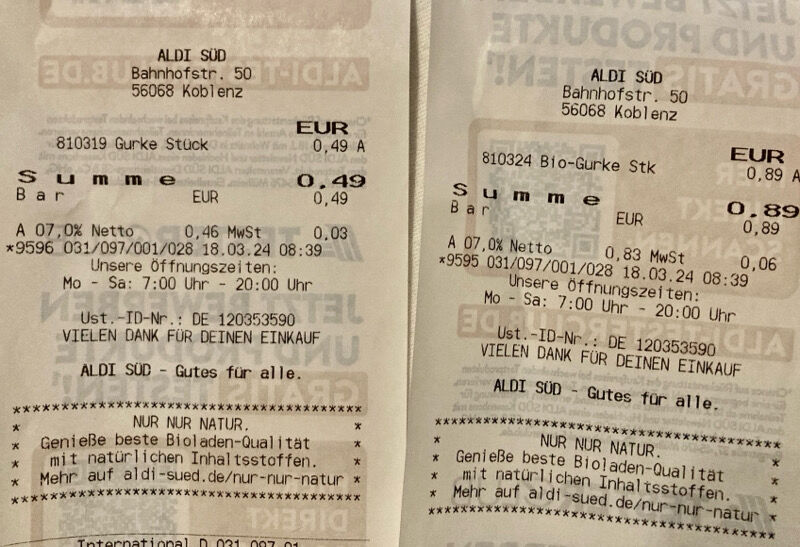 ALDI SÜD
Bahnhofstr. 50
56068 Koblenz
EUR
810319 Gurke Stück 0,49 A
Summe 0.49
Bar EUR 0,49
A 07,0% Netto 0,46 MwSt 0,03
*9596 031/097/001/028 18.03.24 08:39
Unsere Öffnungszeiten:
Mo - Sa: 7:00 Uhr - 20:00 Uhr
Ust.-ID-Nr.: DE 120353590
VIELEN DANK FÜR DEINEN EINKAUF
ALDI SÜD - Gutes für alle.
************************************
* NUR NUR NATUR. *
* Genieße beste Bioladen-Qualität *
* mit natürlichen Inhaltsstoffen. *
* Mehr auf aldi-sued.de/nur-nur-natur *
************************************
International D 031 097 01
ALDI SÜD
Bahnhofstr. 50
56068 Koblenz
EUR
810324 Bio-Gurke Stk 0,89 A
Summe 0.89
Bar EUR 0,89
A 07,0% Netto 0,83 MwSt 0,06
*9595 031/097/001/028 18.03.24 08:39
Unsere Öffnungszeiten:
Mo - Sa: 7:00 Uhr - 20:00 Uhr
Ust.-ID-Nr.: DE 120353590
VIELEN DANK FÜR DEINEN EINKAUF
ALDI SÜD - Gutes für alle.
************************************
* NUR NUR NATUR. *
* Genieße beste Bioladen-Qualität *
* mit natürlichen Inhaltsstoffen. *
* Mehr auf aldi-sued.de/nur-nur-natur *
************************************